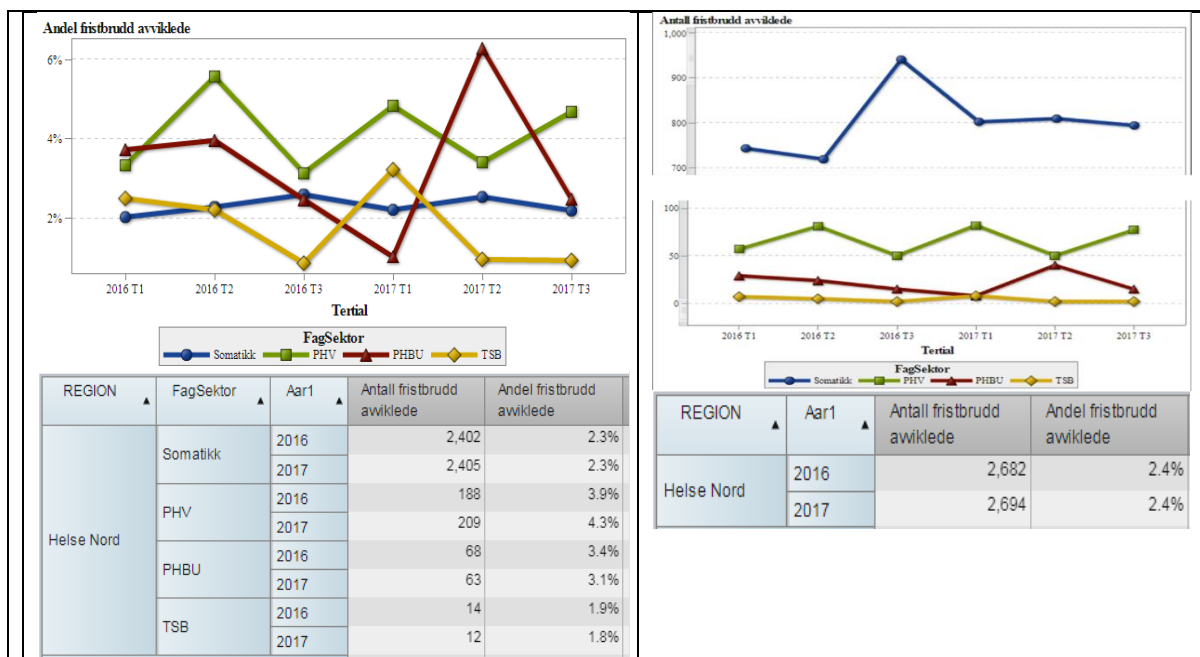 Andel fristbrudd avviklede
6%
4%
2%
2016 T1 2016 T2 2016 T3 2017 T1 2017 T2 2017 T3
Tertial
FagSektor
Somatikk PHV PHBU TSB
REGION FagSektor Aar1 Antall fristbrudd avviklede Andel fristbrudd avviklede
Helse Nord
Somatikk 2016 2,402 2.3%
2017 2,405 2.3%
PHV 2016 188 3.9%
2017 209 4.3%
PHBU 2016 68 3.4%
2017 63 3.1%
TSB 2016 14 1.9%
2017 12 1.8%
Antall fristbrudd avviklede
1,000
900
800
700
100
50
0
2016 T1 2016 T2 2016 T3 2017 T1 2017 T2 2017 T3
Tertial
FagSektor
Somatikk PHV PHBU TSB
REGION Aar1 Antall fristbrudd avviklede Andel fristbrudd avviklede
Helse Nord
2016 2,682 2.4%
2017 2,694 2.4%